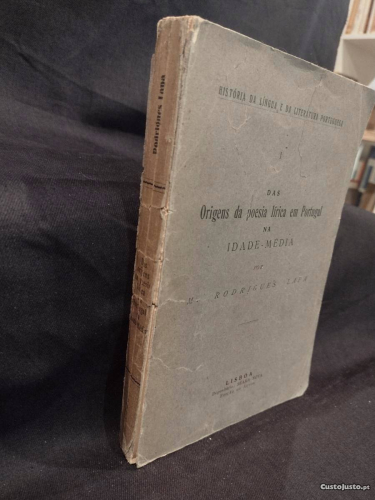 Rodrigues Lapa
HISTÓRIA DA LÍNGUA E DA LITERATURA PORTUGUESA
I
DAS
Origens da poesia lírica em Portugal
NA
IDADE-MÉDIA
POR
M. RODRIGUES LAPA
LISBOA
CustoJusto.pt